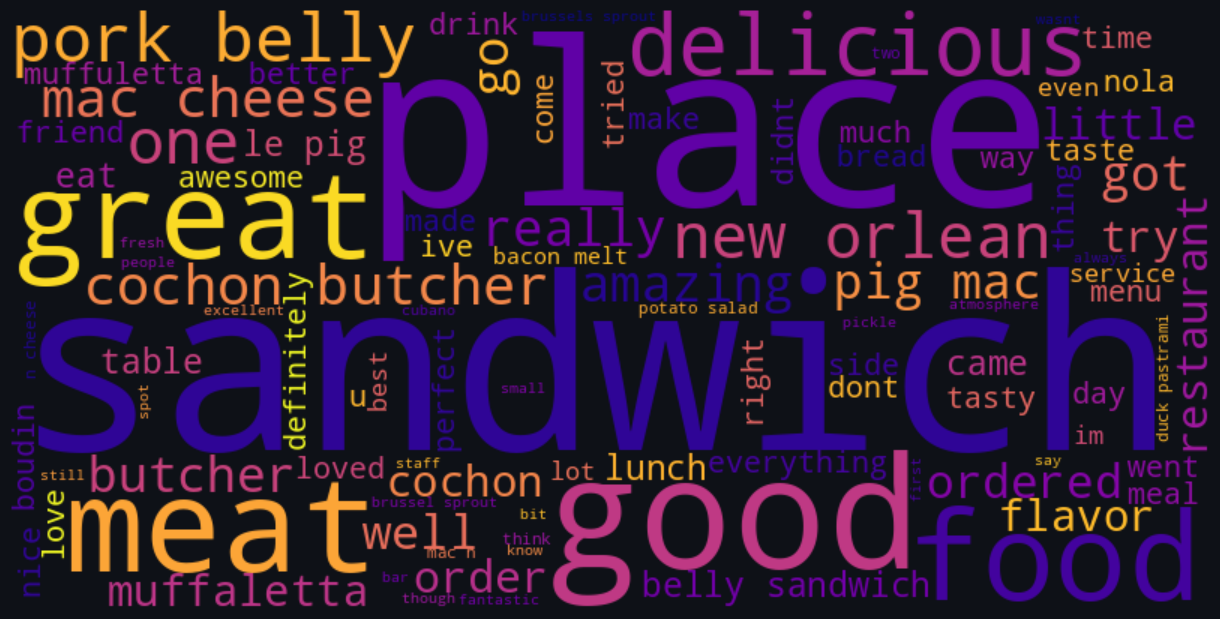 brussels sprout
pork belly
drink
go
place
delicious
two
meant
time
muffuletta
better
come
tried
even
nola
mac cheese
make
didnt
much
little
friend
one
le pig
bread
way
taste
thing
got
eat
awesome
great
made
really
new orlean
try
restaurant
fresh
people
ive
bacon melt
always
service
cochon butcher
definitely
amazing
pig mac
menu
excellent
cubano
potato salad
atmosphere
n cheese
sandwich
pickle
duck pastrami
table
best
perfect
right
side
came
spot
u
small
dont
tasty
day
im
nice boudin
still
butcher
loved
staff
cochon
lot
lunch
everything
first
ordered
say
went
meal
love
meat
brussel sprout
well
bit
good
food
flavor
mac n
think
know
muffaletta
bar
order
though
fantastic
belly sandwich